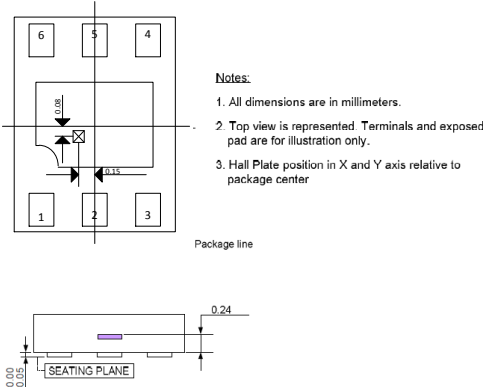 6 5 4
0.08
0.15
1 2 3
Notes:
1. All dimensions are in millimeters.
2. Top view is represented. Terminals and exposed
pad are for illustration only.
3. Hall Plate position in X and Y axis relative to
package center
Package line
0.24
SEATING PLANE
0.00
0.05